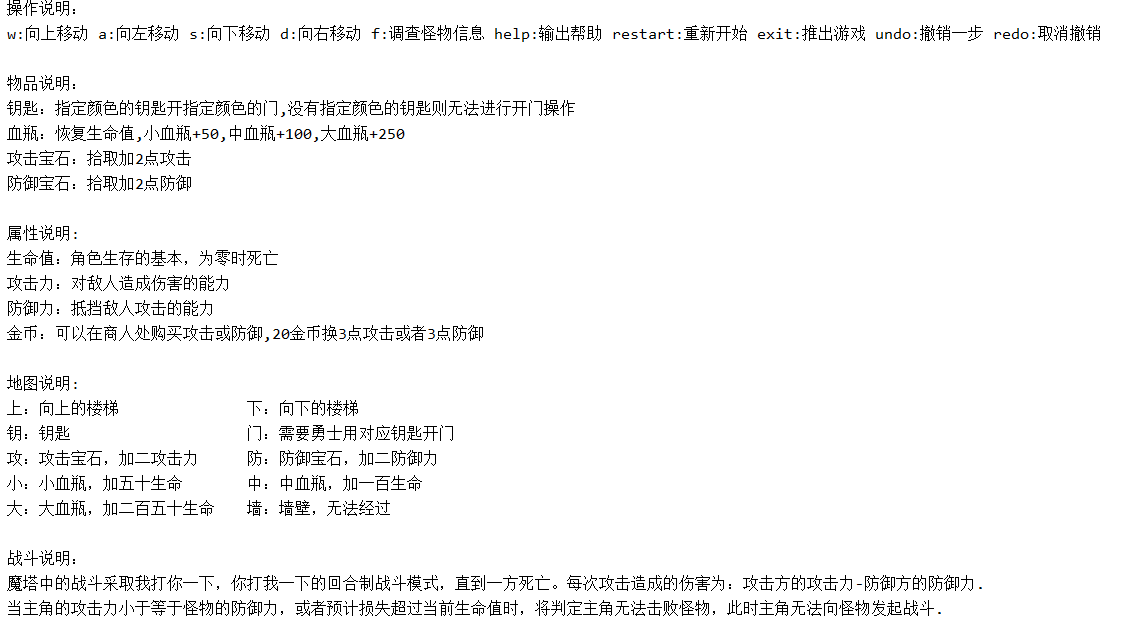 操作说明:
w:向上移动 a:向左移动 s:向下移动 d:向右移动 f:调查怪物信息 help:输出帮助 restart:重新开始 exit:推出游戏 undo:撤销一步 redo:取消撤销
物品说明:
钥匙: 指定颜色的钥匙开指定颜色的门,没有指定颜色的钥匙则无法进行开门操作
血瓶: 恢复生命值,小血瓶+50,中血瓶+100,大血瓶+250
攻击宝石: 拾取加2点攻击
防御宝石: 拾取加2点防御
属性说明:
生命值: 角色生存的基本，为零时死亡
攻击力: 对敌人造成伤害的能力
防御力: 抵挡敌人攻击的能力
金币: 可以在商人处购买攻击或防御,20金币换3点攻击或者3点防御
地图说明:
上: 向上的楼梯 下: 向下的楼梯
钥: 钥匙 门: 需要勇士用对应钥匙开门
攻: 攻击宝石，加二攻击力 防: 防御宝石，加二防御力
小: 小血瓶，加五十生命 中: 中血瓶，加一百生命
大: 大血瓶，加二百五十生命 墙: 墙壁，无法经过
战斗说明:
魔塔中的战斗采取我打你一下，你打我一下的回合制战斗模式，直到一方死亡。每次攻击造成的伤害为: 攻击方的攻击力-防御方的防御力.
当主角的攻击力小于等于怪物的防御力，或者预计损失超过当前生命值时，将判定主角无法击败怪物，此时主角无法向怪物发起战斗.